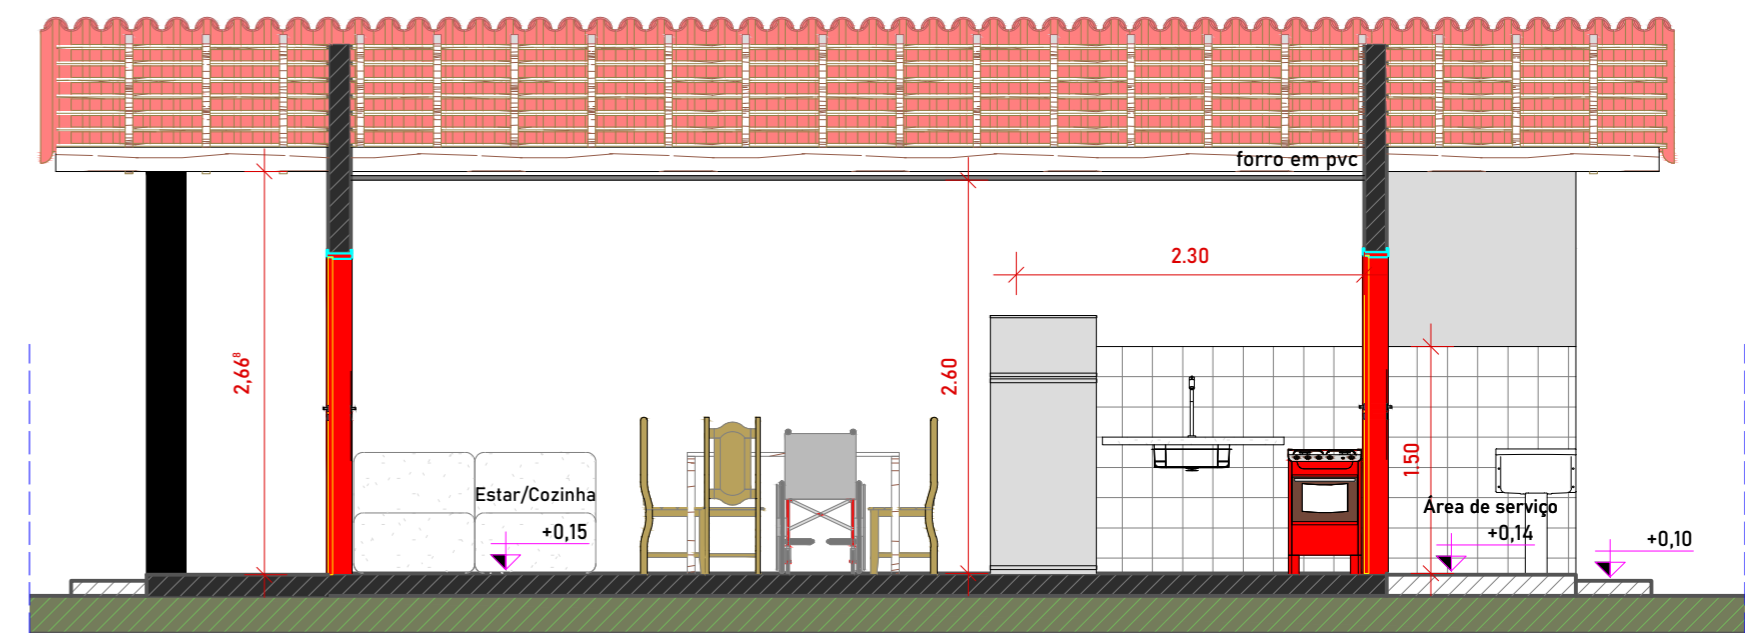 forro em pvc
2.30
2,66⁸
2.60
1.50
Estar/Cozinha
+0,15
Área de serviço
+0,14
+0,10